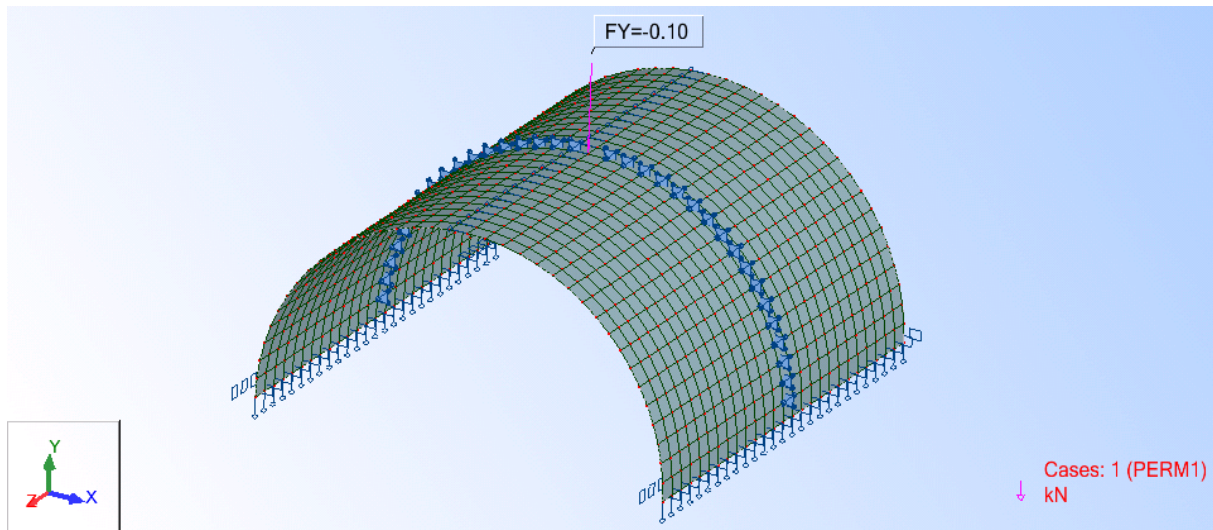 FY=-0.10
Y
Z
X
Cases: 1 (PERM1)
kN